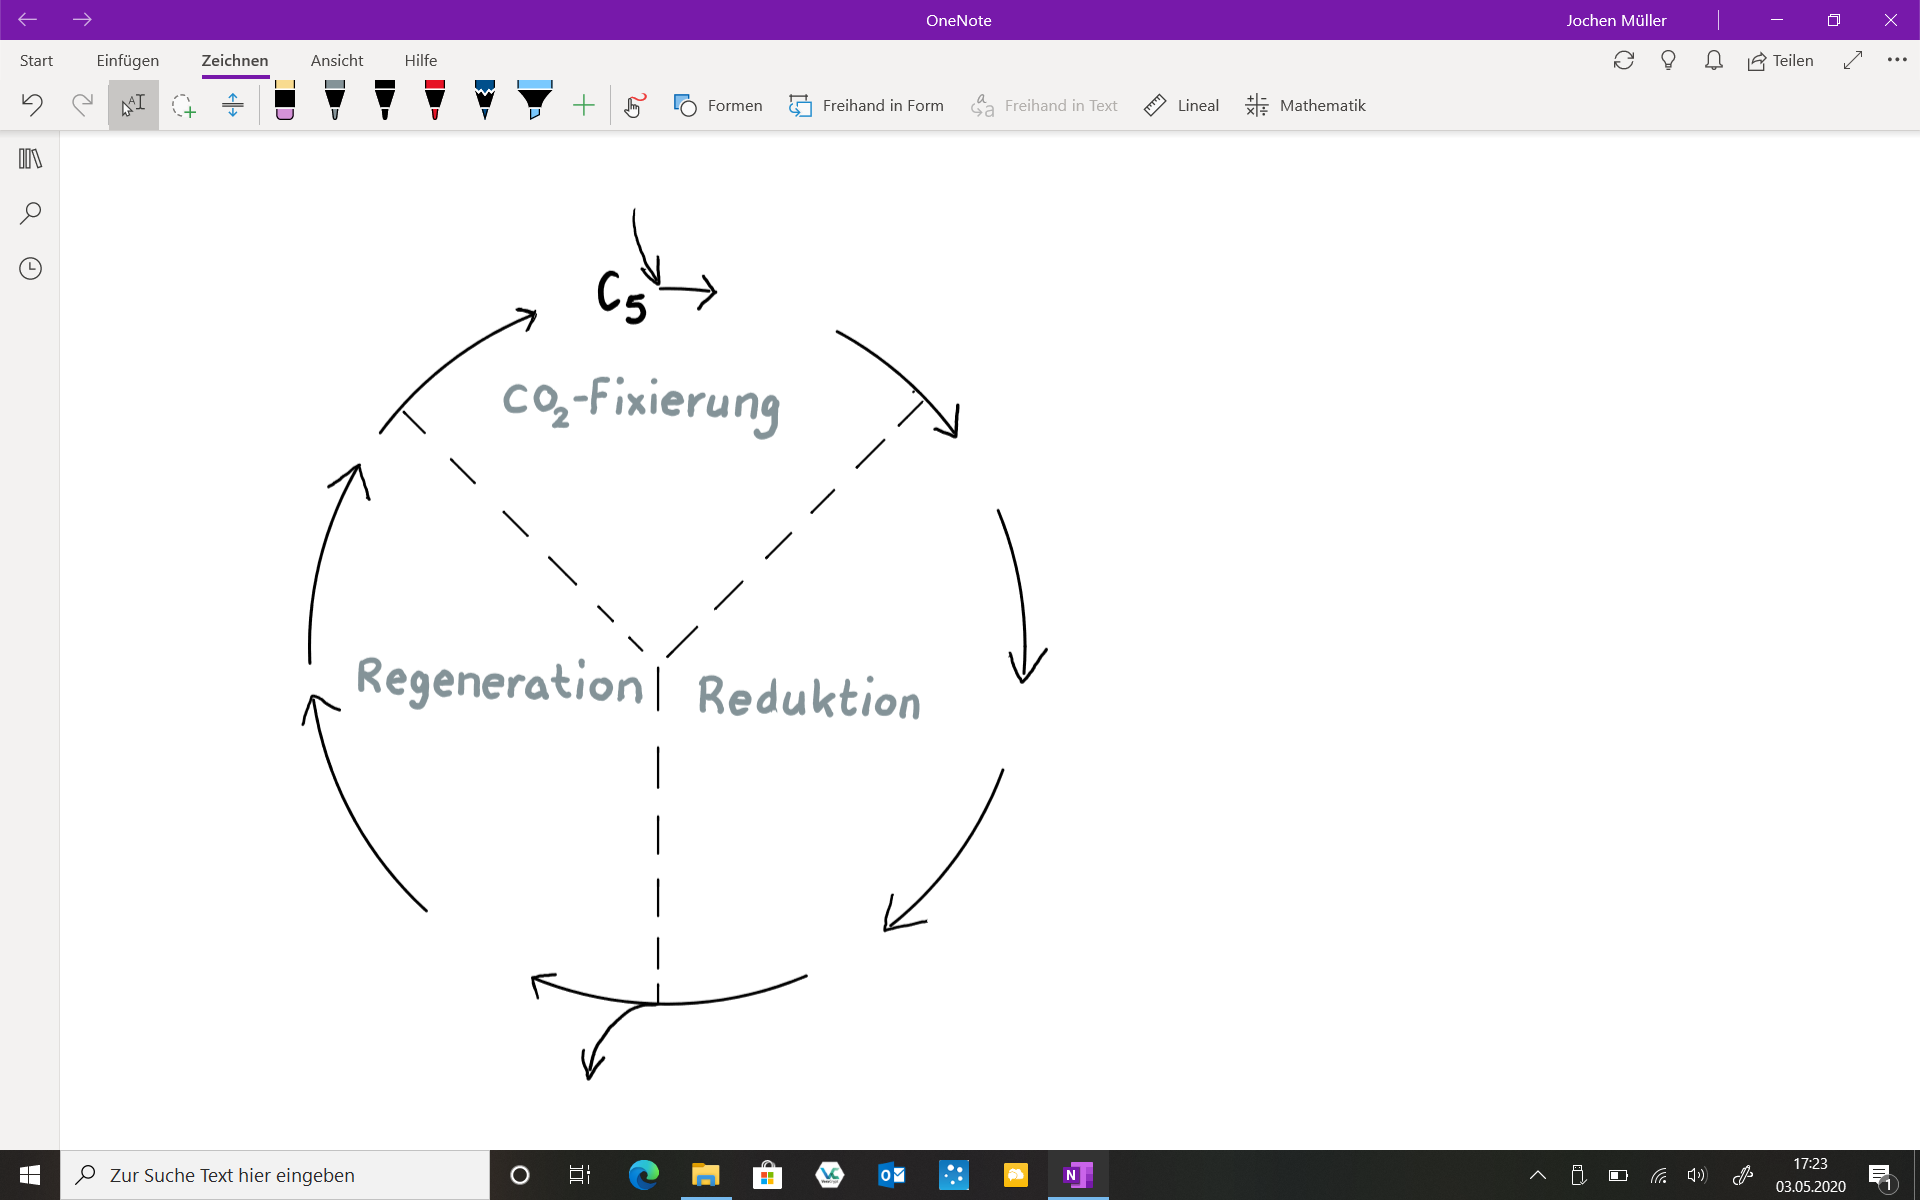 OneNote
Jochen Müller
Start Einfügen Zeichnen Ansicht Hilfe
Teilen
Formen Freihand in Form Freihand in Text Lineal Mathematik
C5
CO2-Fixierung
Regeneration
Reduktion
Zur Suche Text hier eingeben
17:23
03.05.2020
1